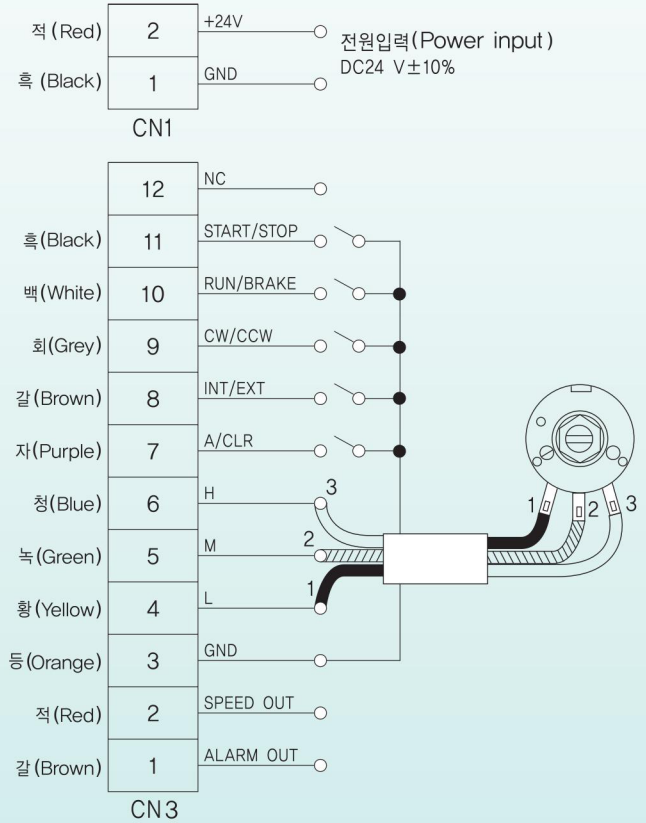 적(Red) 2 +24V
전원입력(Power input)
DC24 V±10%
흑(Black) 1 GND
CN1
12 NC
흑(Black) 11 START/STOP
백(White) 10 RUN/BRAKE
회(Grey) 9 CW/CCW
갈(Brown) 8 INT/EXT
자(Purple) 7 A/CLR
청(Blue) 6 H 3
녹(Green) 5 M 2
황(Yellow) 4 L 1
1 2 3
등(Orange) 3 GND
적(Red) 2 SPEED OUT
갈(Brown) 1 ALARM OUT
CN3